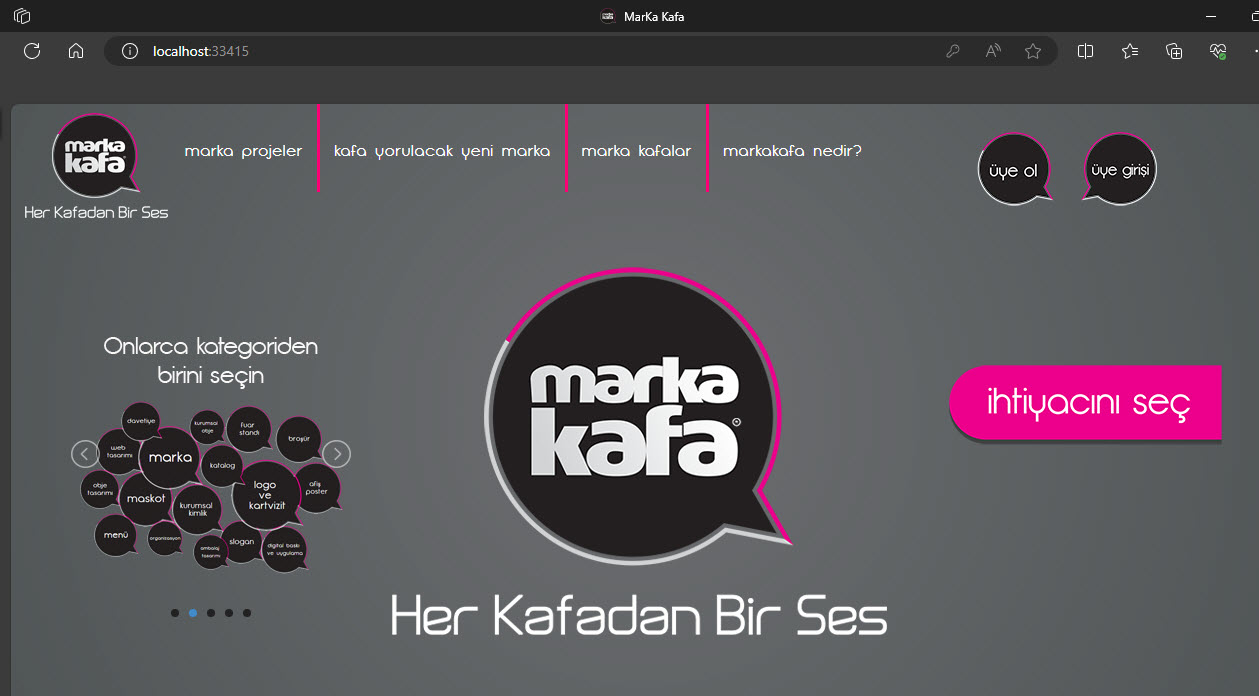 MarKa Kafa
localhost:33415
marka
kafa
Her Kafadan Bir Ses
marka projeler
kafa yorulacak yeni marka
marka kafalar
markakafa nedir?
üye ol
üye girişi
Onlarca kategoriden
birini seçin
davetiye
kurumsal
obje
fuar
standı
broşür
web
tasarımı
marka
katalog
obje
tasarımı
maskot
kurumsal
kimlik
logo
ve
kartvizit
afiş
poster
menü
organizasyon
ambalaj
tasarımı
slogan
digital baskı
ve uygulama
marka
kafa
Her Kafadan Bir Ses
ihtiyacını seç